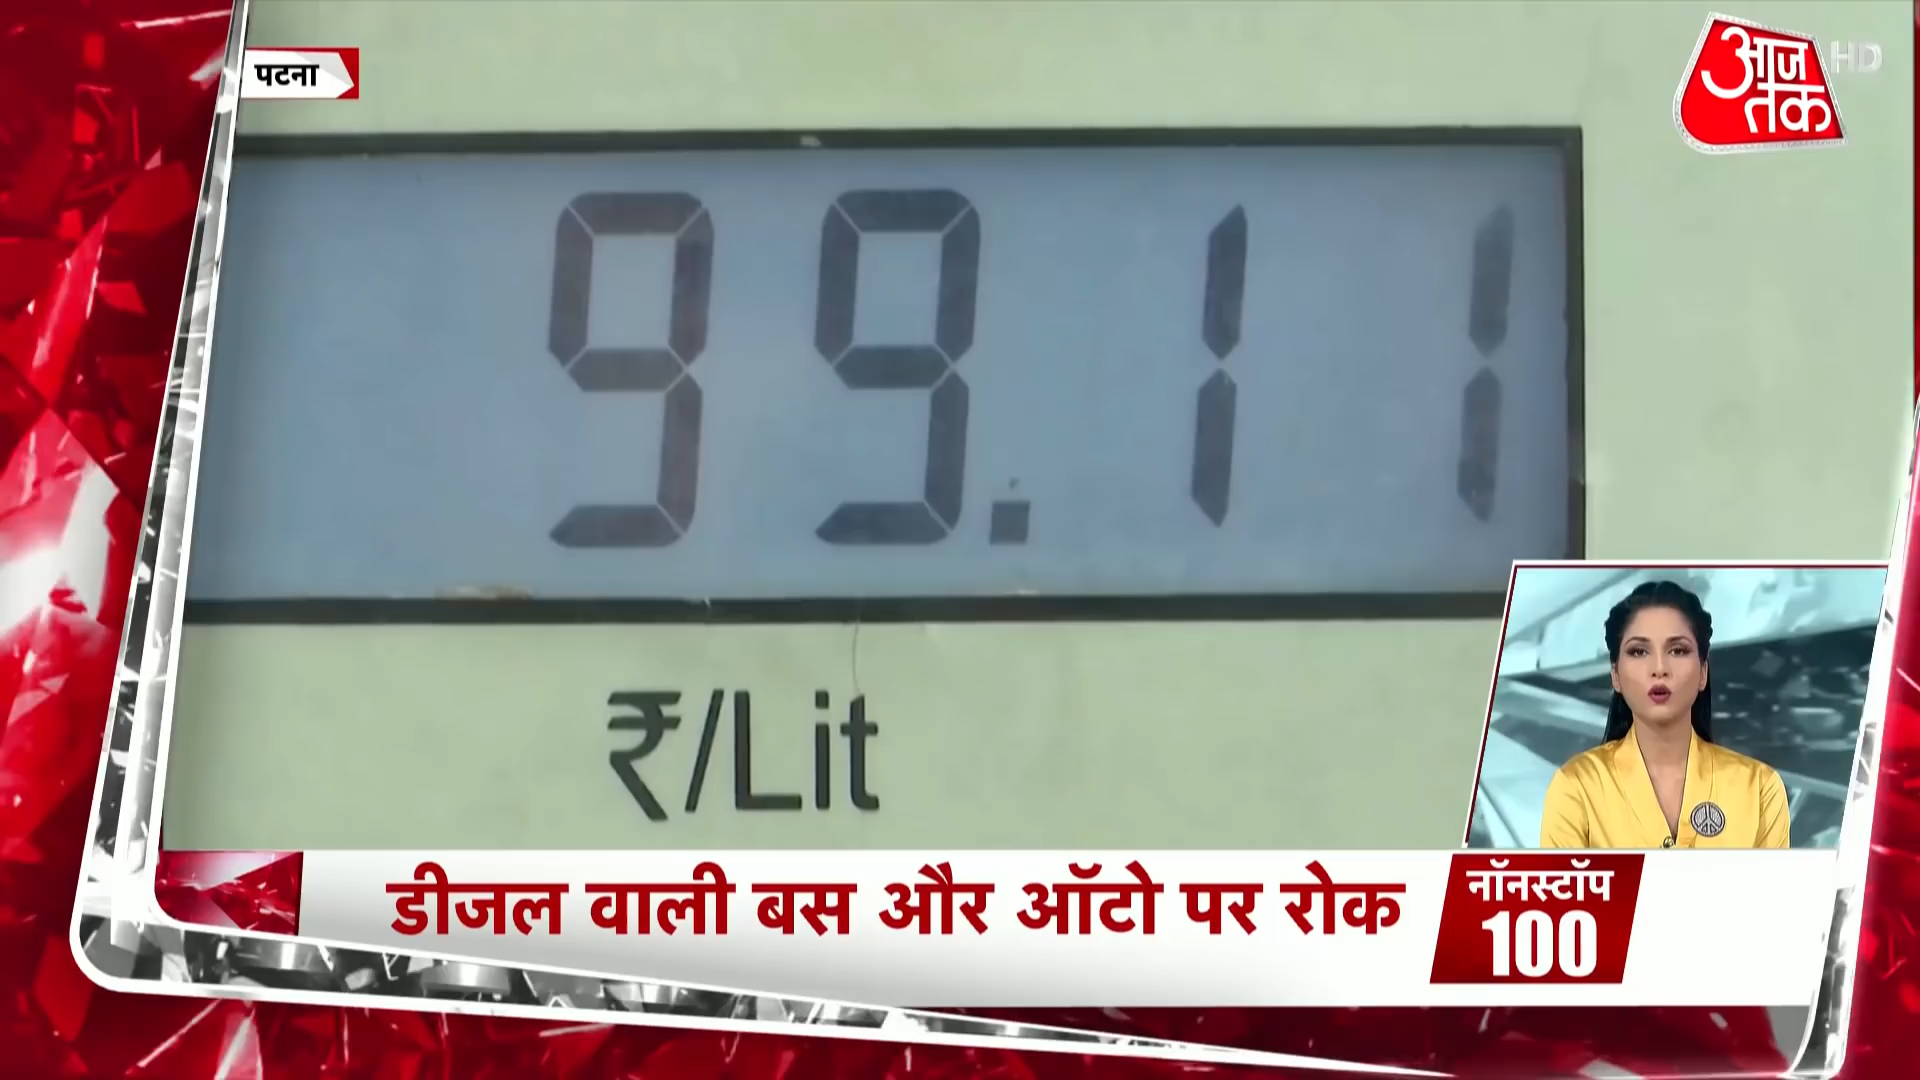 पटना
आज
तक
HD
99.11
₹/Lit
डीजल वाली बस और ऑटो पर रोक
नॉनस्टॉप
100